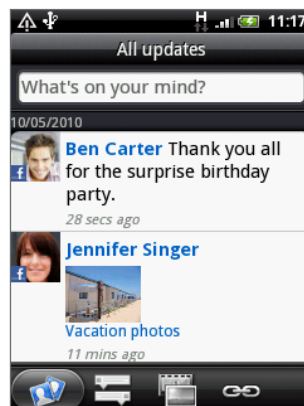 H 11:17
All updates
What's on your mind?
10/05/2010
Ben Carter Thank you all
for the surprise birthday
party.
28 secs ago
Jennifer Singer
Vacation photos
11 mins ago